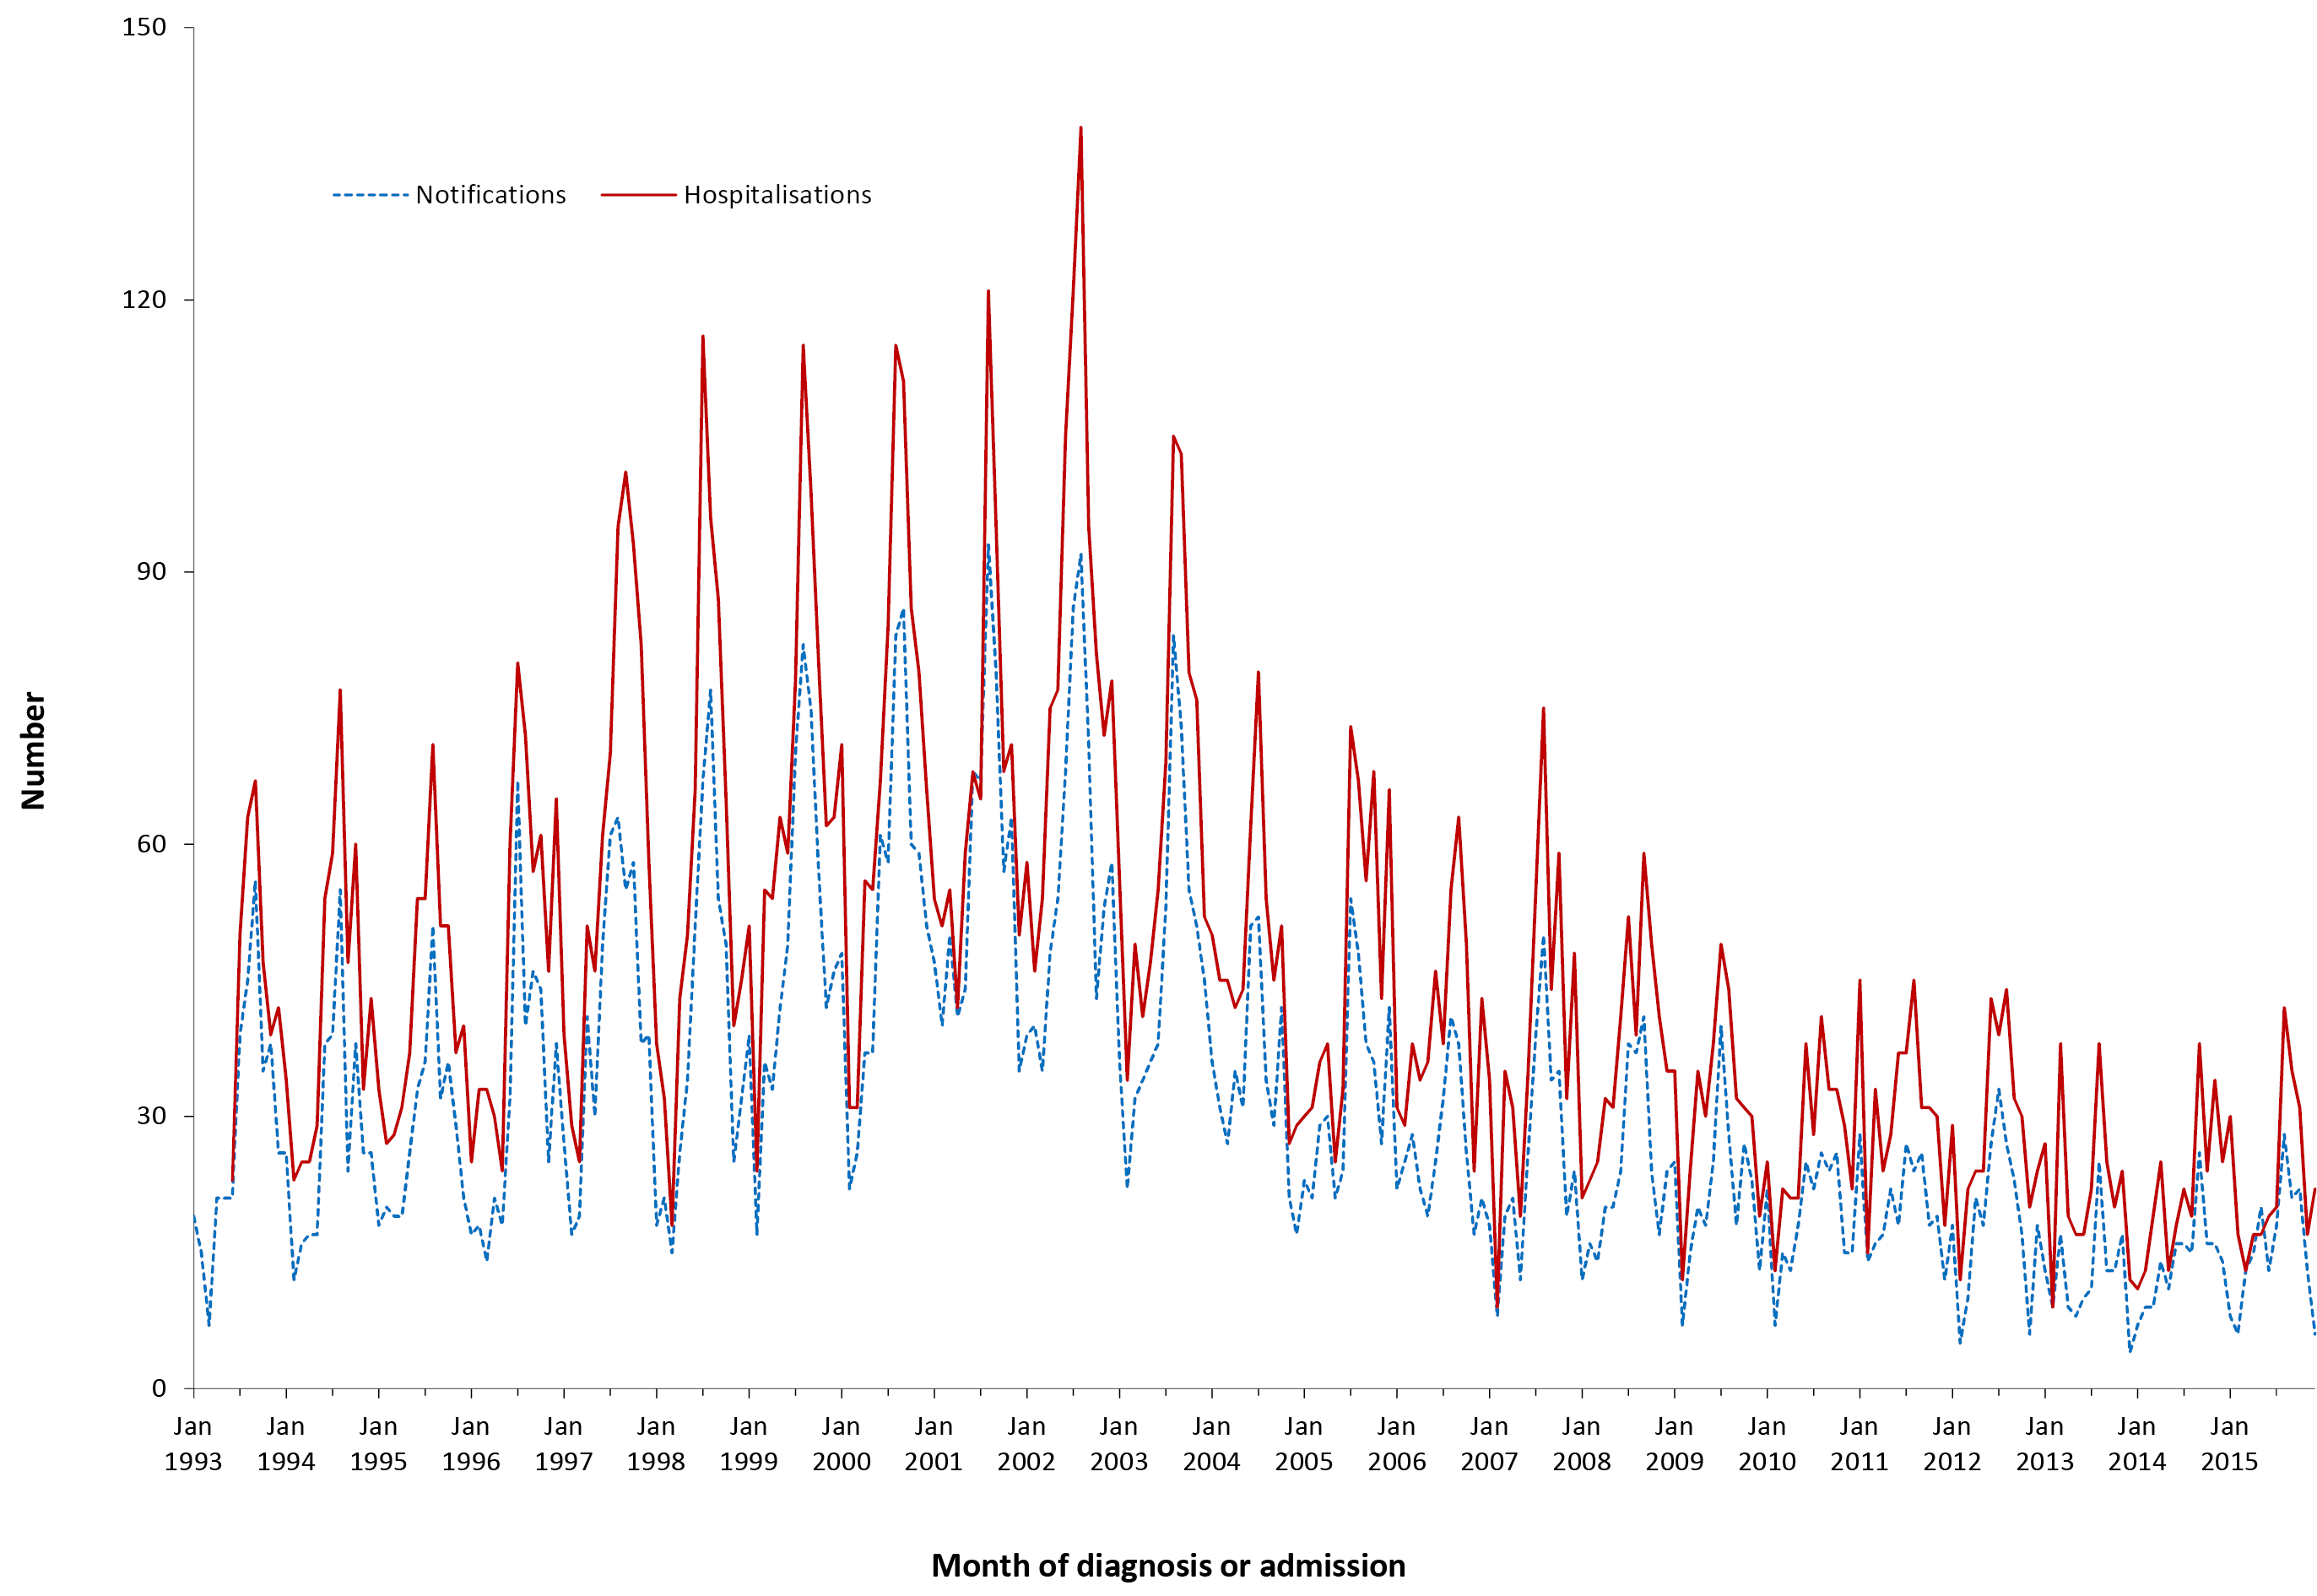 150
120
90
60
30
0
Number
Notifications Hospitalisations
Jan Jan Jan Jan Jan Jan Jan Jan Jan Jan Jan Jan Jan Jan Jan Jan Jan Jan Jan Jan Jan Jan Jan
1993 1994 1995 1996 1997 1998 1999 2000 2001 2002 2003 2004 2005 2006 2007 2008 2009 2010 2011 2012 2013 2014 2015
Month of diagnosis or admission